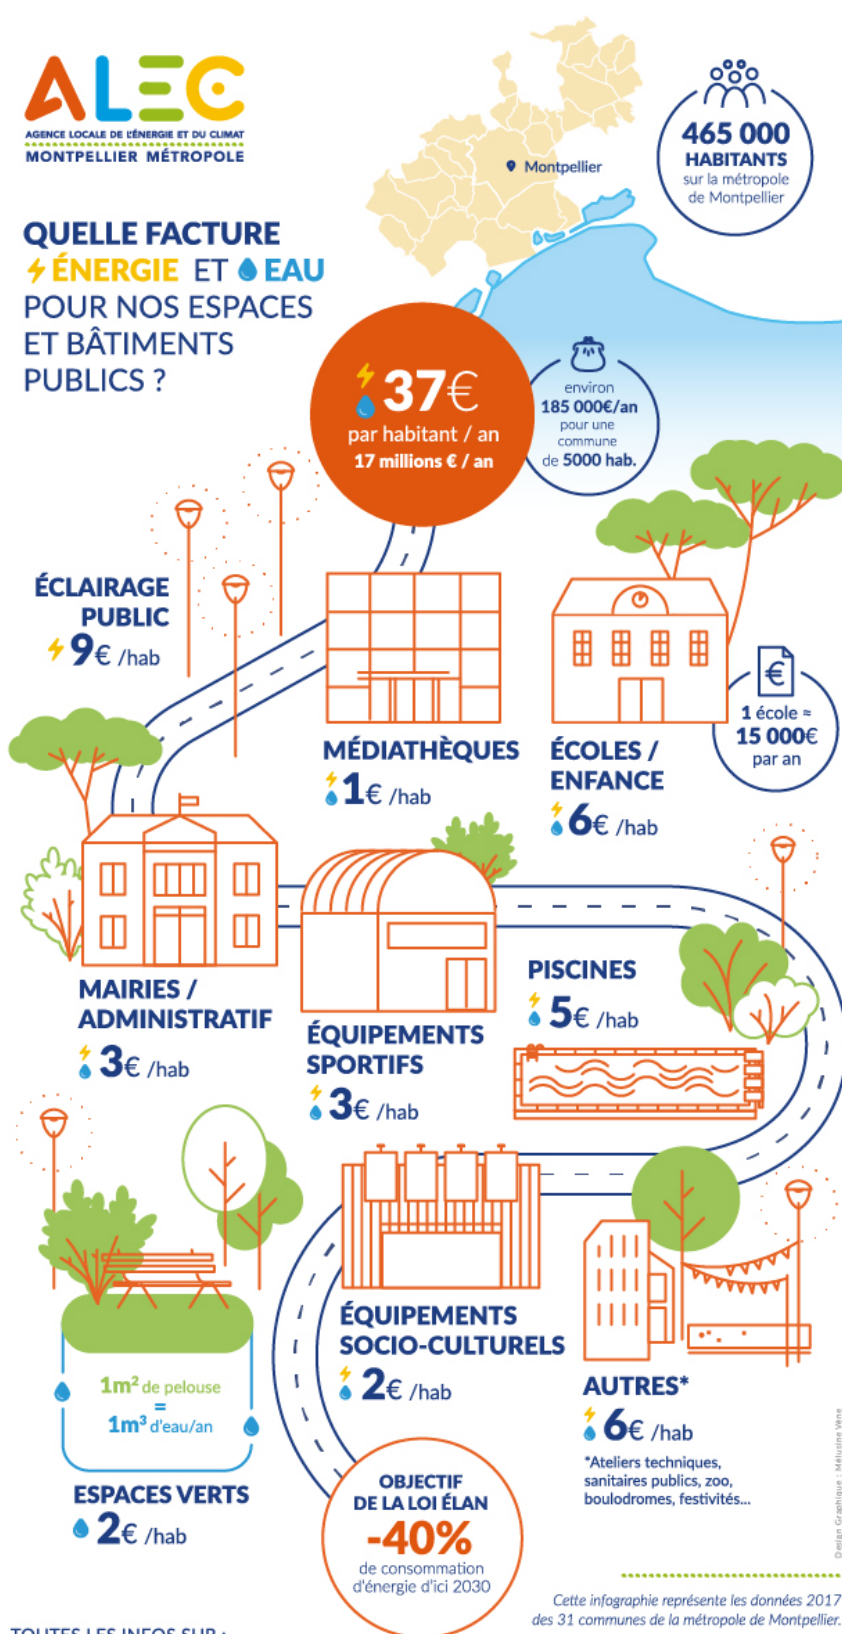 ALEC
AGENCE LOCALE DE L'ÉNERGIE ET DU CLIMAT
MONTPELLIER MÉTROPOLE
Montpellier
465 000
HABITANTS
sur la métropole
de Montpellier
QUELLE FACTURE
ÉNERGIE ET EAU
POUR NOS ESPACES
ET BÂTIMENTS
PUBLICS ?
37€
par habitant / an
17 millions € / an
environ
185 000€/an
pour une
commune
de 5000 hab.
ÉCLAIRAGE
PUBLIC
9€ /hab
MÉDIATHÈQUES
1€ /hab
ÉCOLES /
ENFANCE
6€ /hab
€
1 école ≈
15 000€
par an
MAIRIES /
ADMINISTRATIF
3€ /hab
ÉQUIPEMENTS
SPORTIFS
3€ /hab
PISCINES
5€ /hab
1m² de pelouse
=
1m³ d'eau/an
ESPACES VERTS
2€ /hab
ÉQUIPEMENTS
SOCIO-CULTURELS
2€ /hab
AUTRES*
6€ /hab
*Ateliers techniques,
sanitaires publics, zoo,
boulodromes, festivités...
OBJECTIF
DE LA LOI ÉLAN
-40%
de consommation
d'énergie d'ici 2030
Design Graphique : Mélusine Vène
Cette infographie représente les données 2017
des 31 communes de la métropole de Montpellier.
TOUTES LES INFOS SUR :